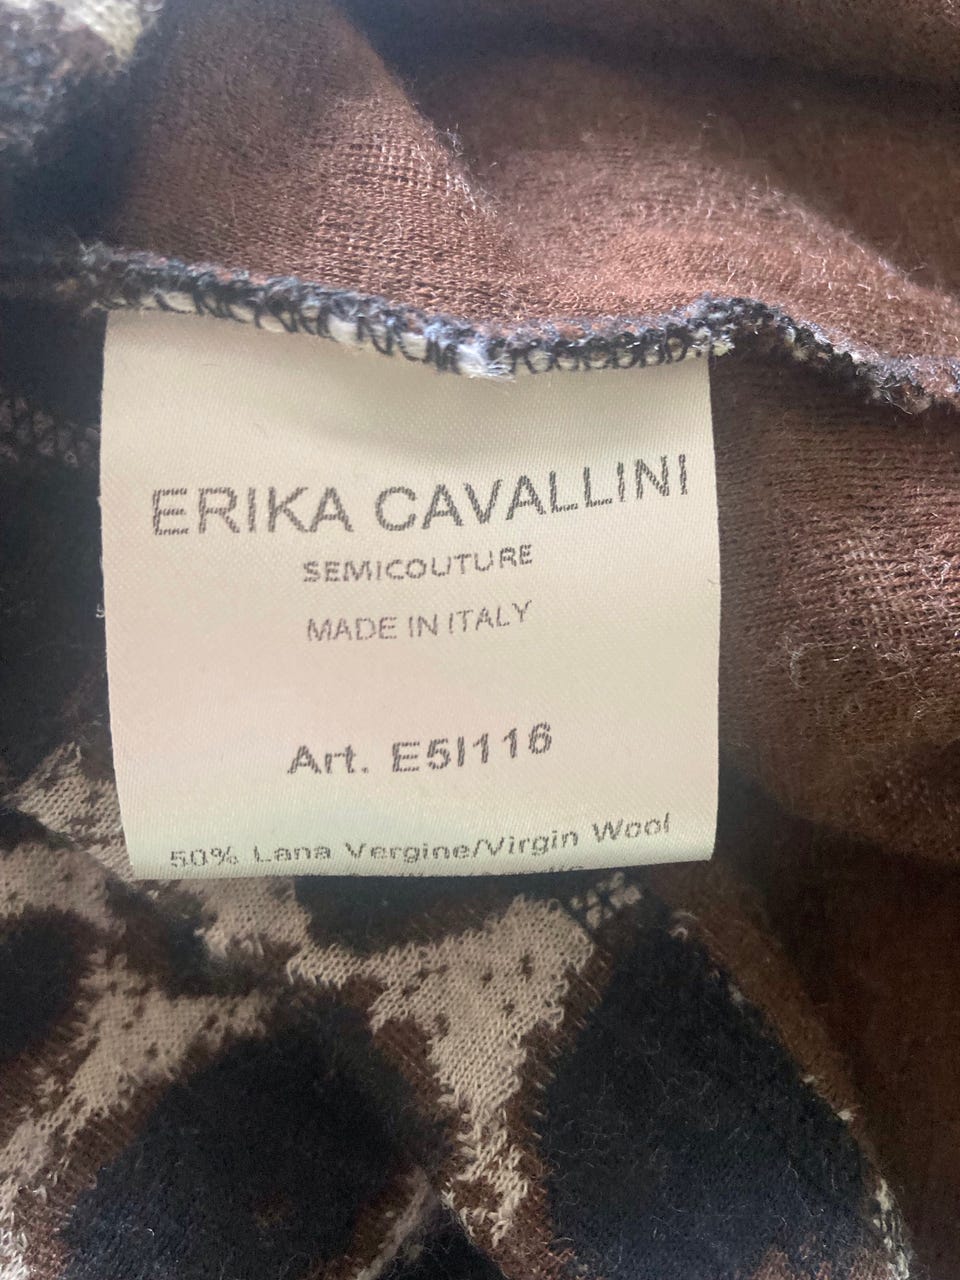 ERIKA CAVALLINI
SEMICOUTURE
MADE IN ITALY
Art. E5I116
50% Lana Vergine/Virgin Wool